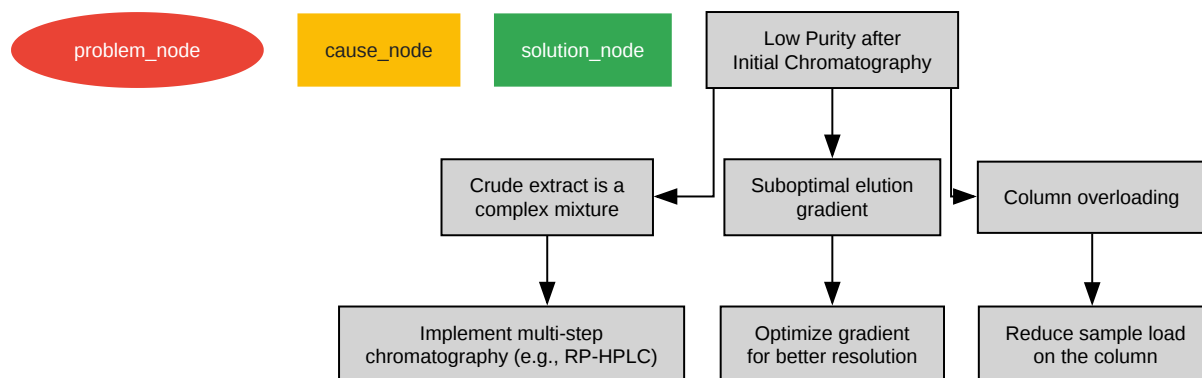 problem_node
cause_node
solution_node
Low Purity after
Initial Chromatography
Crude extract is a
complex mixture
Suboptimal elution
gradient
Column overloading
Implement multi-step
chromatography (e.g., RP-HPLC)
Optimize gradient
for better resolution
Reduce sample load
on the column